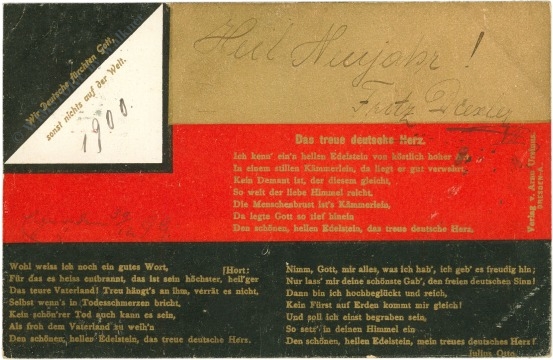 Wir Deutsche fürchten Gott,
sonst nichts auf der Welt.
1900.
Heil Neujahr!
Fritz
Das treue deutsche Herz.
Ich kenn' ein'n hellen Edelstein von köstlich hoher
In einem stillen Kämmerlein, da liegt er gut verwahrt.
Kein Demant ist, der diesem gleicht,
So weit der liebe Himmel reicht.
Die Menschenbrust ist's Kämmerlein,
Da legte Gott so tief hinein
Den schönen, hellen Edelstein, das treue deutsche Herz.
Verlag v. Arno
DRESDEN-A.
Wohl weiss ich noch ein gutes Wort, [Hort:
Für das es heiss entbrannt, das ist sein höchster, heil'ger
Das teure Vaterland! Treu hängt's an ihm, verrät es nicht,
Selbst wenn's in Todesschmerzen bricht,
Kein schön'rer Tod auch kann es sein,
Als froh dem Vaterland zu weih'n
Den schönen, hellen Edelstein, das treue deutsche Herz.
Nimm, Gott, mir alles, was ich hab', ich geb' es freudig hin;
Nur lass' mir deine schönste Gab', den freien deutschen Sinn!
Dann bin ich hochbeglückt und reich,
Kein Fürst auf Erden kommt mir gleich!
Und soll ich einst begraben sein,
So setz' in deinen Himmel ein
Den schönen, hellen Edelstein, mein treues deutsches Herz!
Julius Otto.